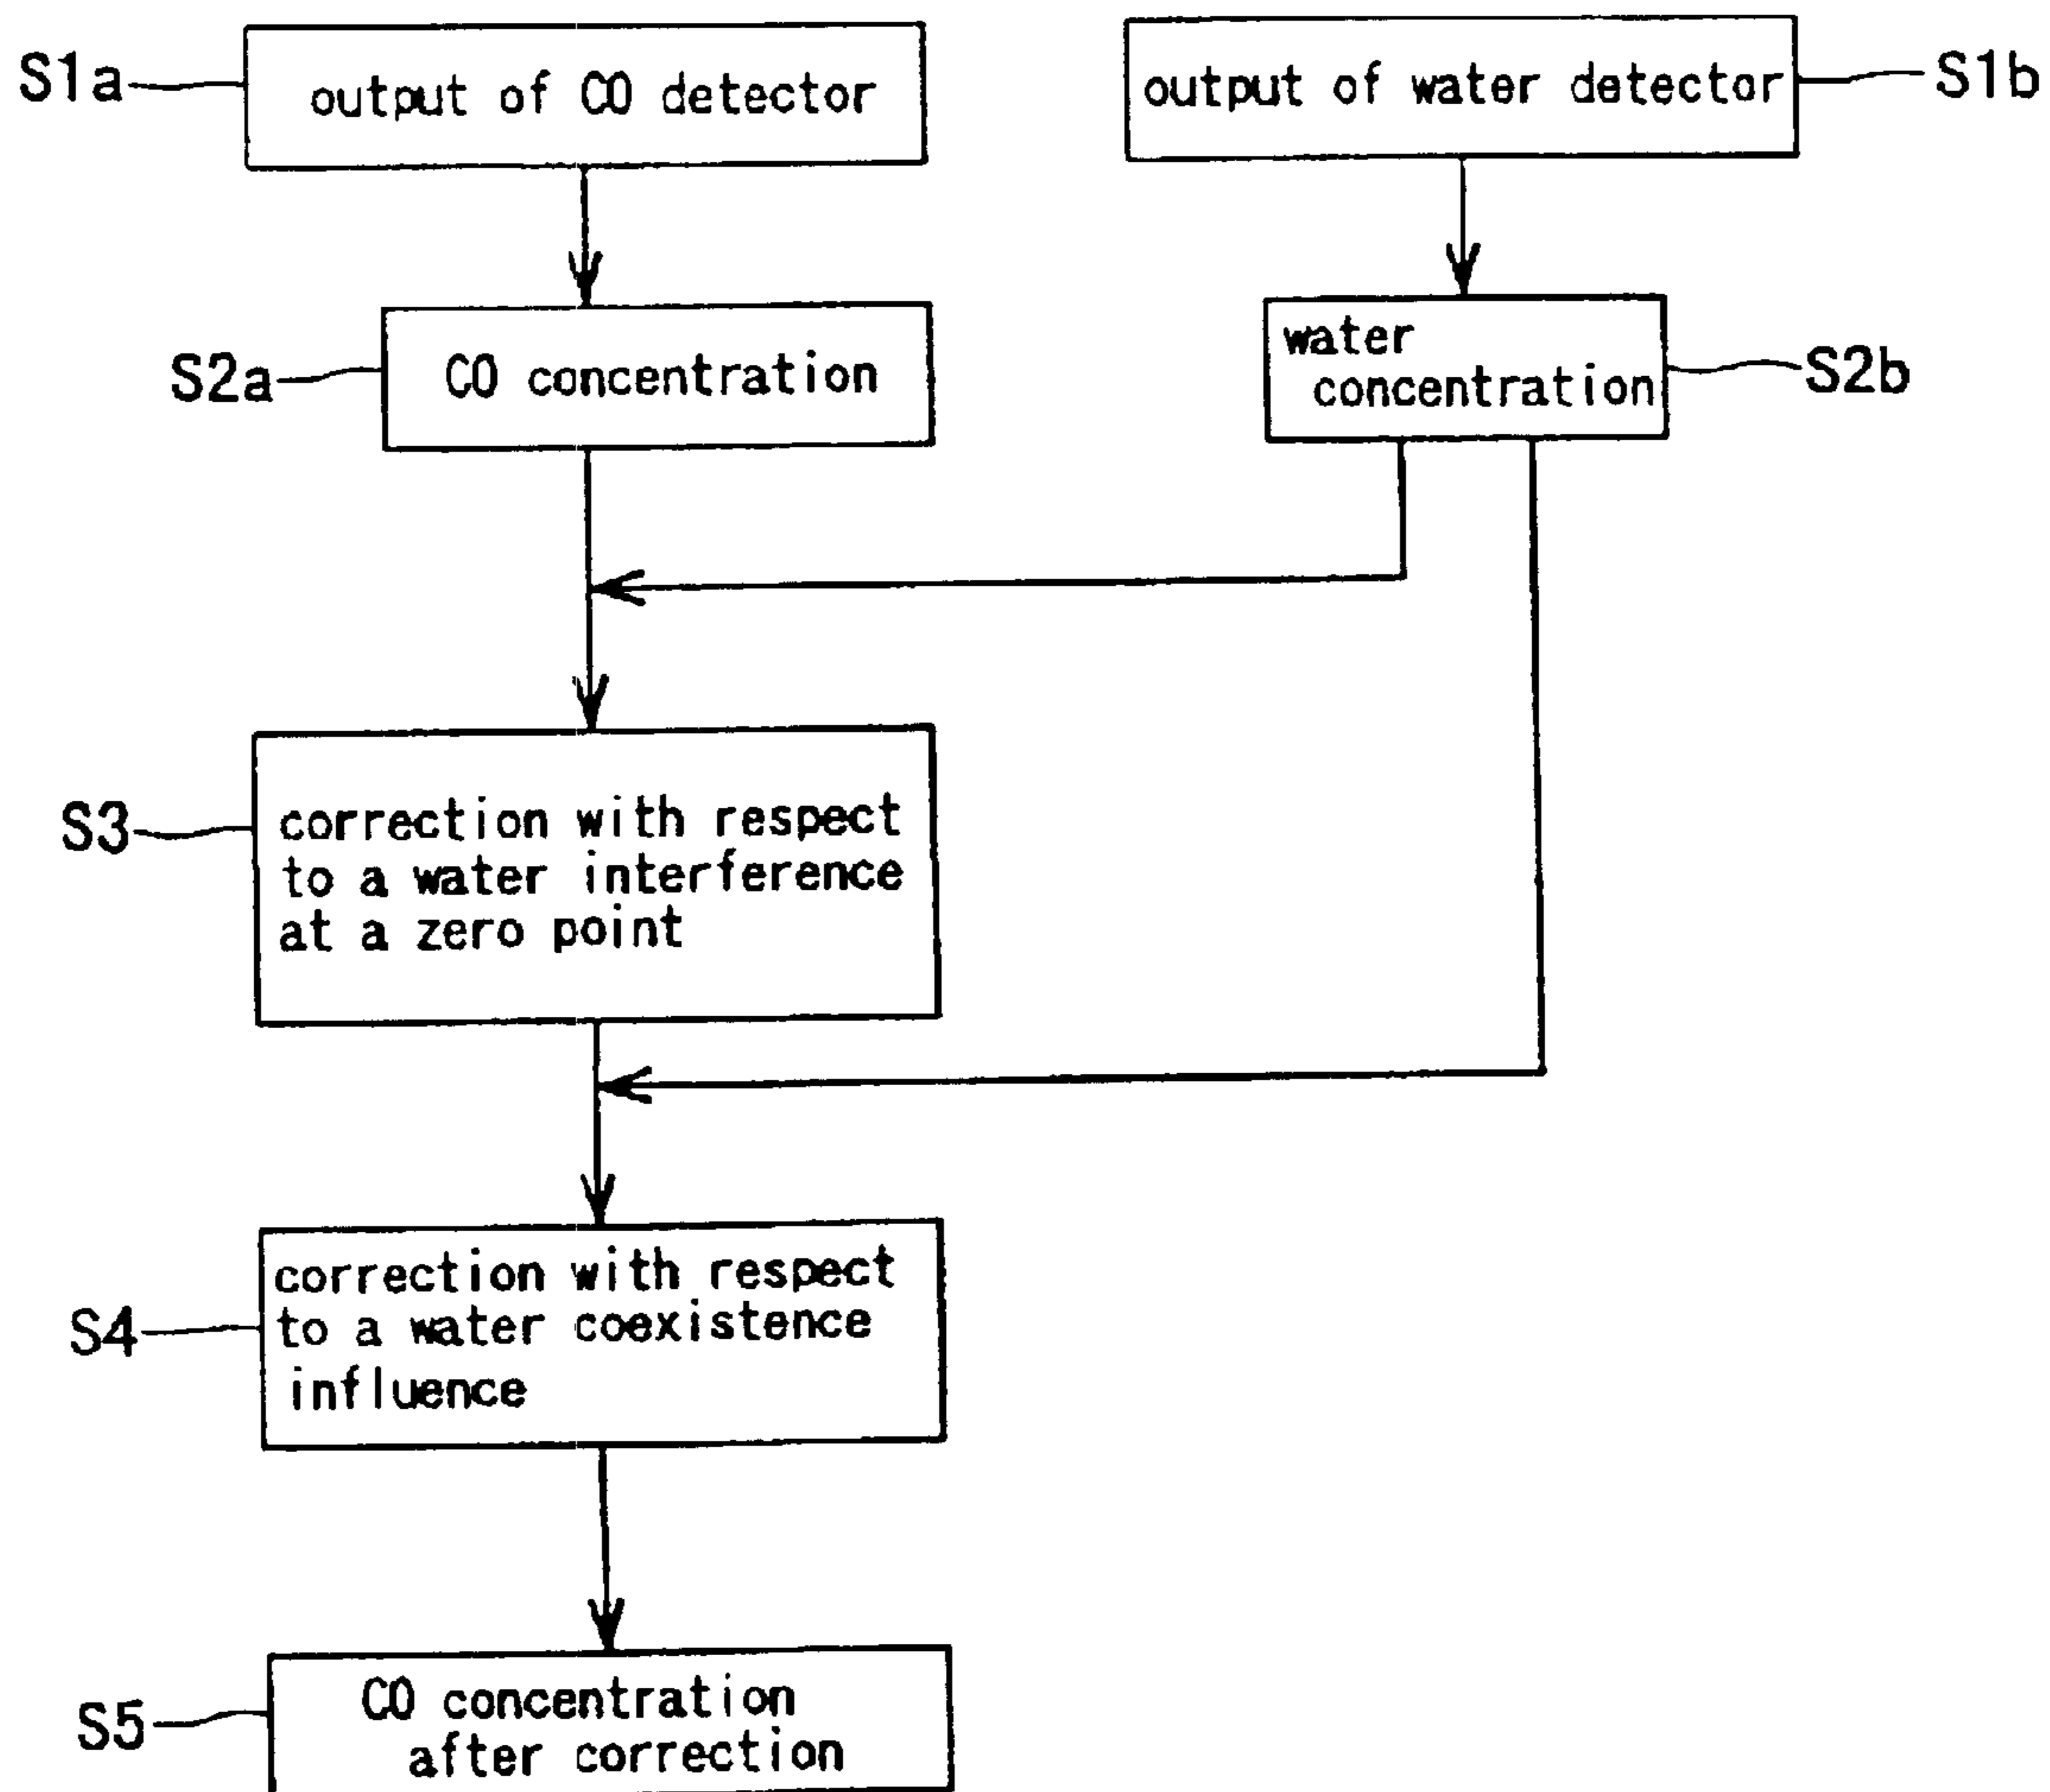 S1a
output of CO detector
output of water detector
S1b
S2a
CO concentration
water
concentration
S2b
S3
correction with respect
to a water interference
at a zero point
S4
correction with respect
to a water coexistence
influence
S5
CO concentration
after correction